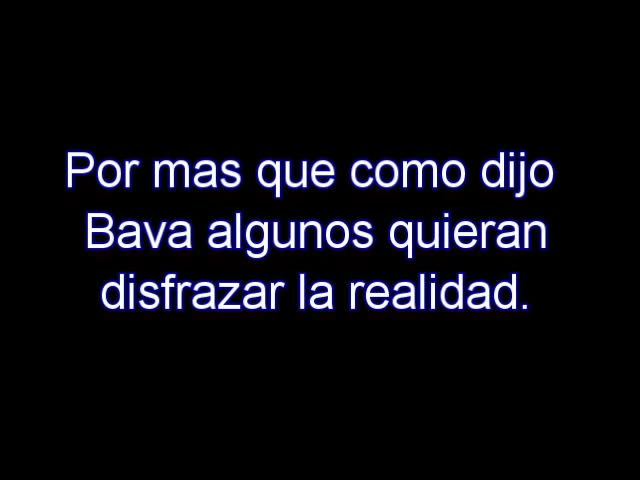 Por mas que como dijo
Bava algunos quieran
disfrazar la realidad.